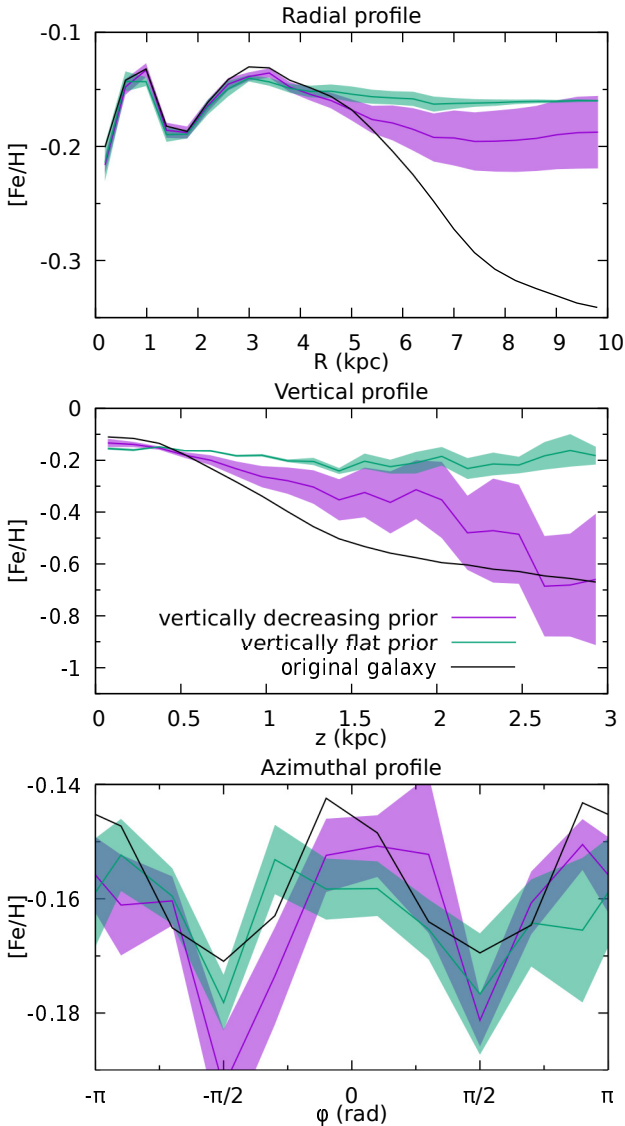 Radial profile
-0.1
-0.2
-0.3
[Fe/H]
0 1 2 3 4 5 6 7 8 9 10
R (kpc)
Vertical profile
0
-0.2
-0.4
-0.6
-0.8
-1
[Fe/H]
vertically decreasing prior
vertically flat prior
original galaxy
0 0.5 1 1.5 2 2.5 3
z (kpc)
Azimuthal profile
-0.14
-0.16
-0.18
[Fe/H]
-π -π/2 0 π/2 π
φ (rad)